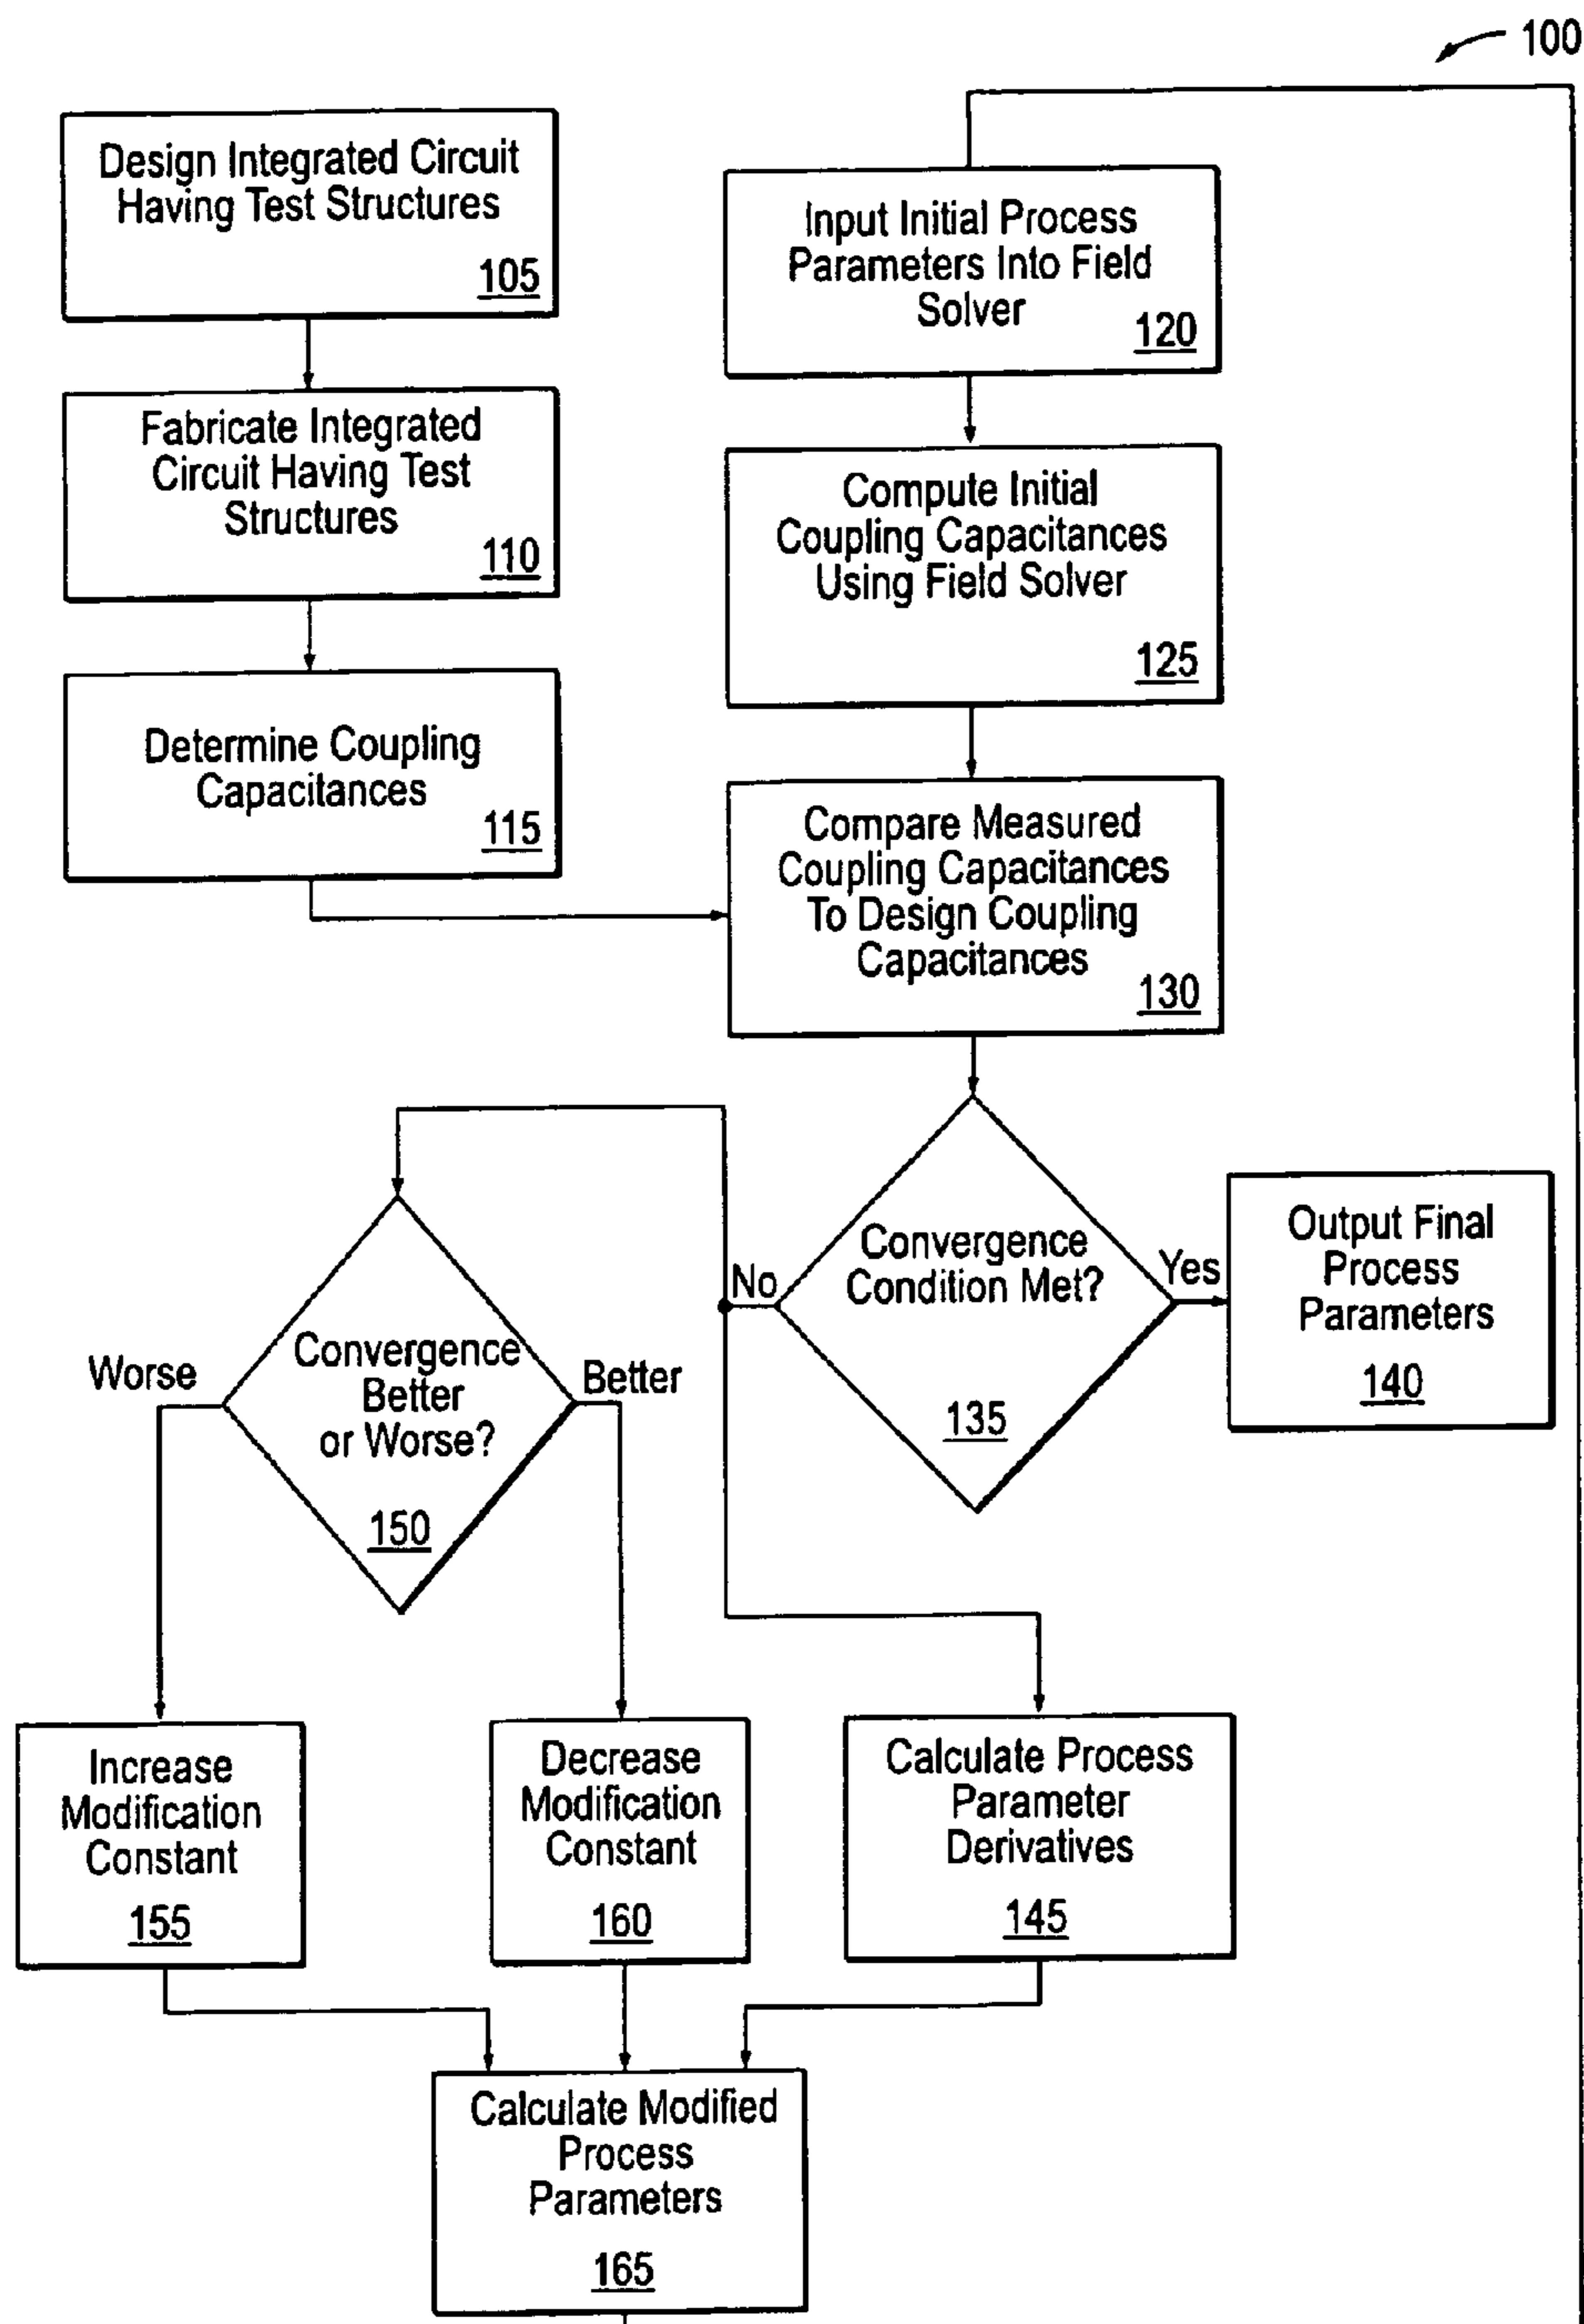 100
Design Integrated Circuit
Having Test Structures
105
Fabricate Integrated
Circuit Having Test
Structures
110
Determine Coupling
Capacitances
115
Input Initial Process
Parameters Into Field
Solver
120
Compute Initial
Coupling Capacitances
Using Field Solver
125
Compare Measured
Coupling Capacitances
To Design Coupling
Capacitances
130
Convergence
Condition Met?
135
No
Yes
Output Final
Process
Parameters
140
Convergence
Better
or Worse?
150
Worse
Better
Increase
Modification
Constant
155
Decrease
Modification
Constant
160
Calculate Process
Parameter
Derivatives
145
Calculate Modified
Process
Parameters
165